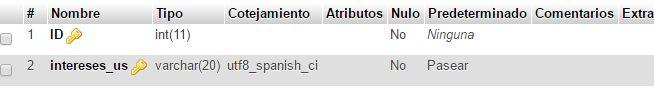 # Nombre Tipo Cotejamiento Atributos Nulo Predeterminado Comentarios Extra
1 ID int(11) No Ninguna
2 intereses_us varchar(20) utf8_spanish_ci No Pasear